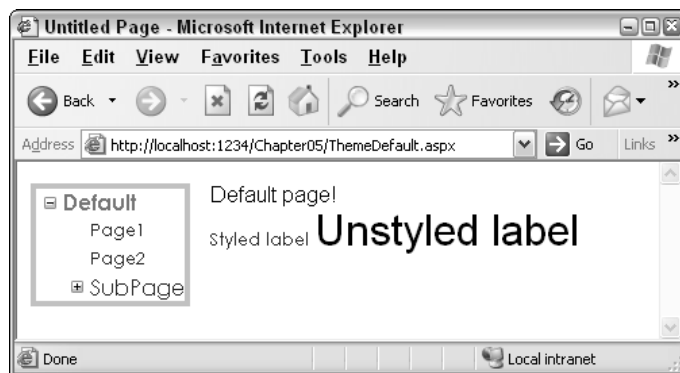 Untitled Page - Microsoft Internet Explorer
File Edit View Favorites Tools Help
Back Search Favorites »
Address http://localhost:1234/Chapter05/ThemeDefault.aspx Go Links »
Default
Page1
Page2
SubPage
Default page!
Styled label Unstyled label
Done Local intranet